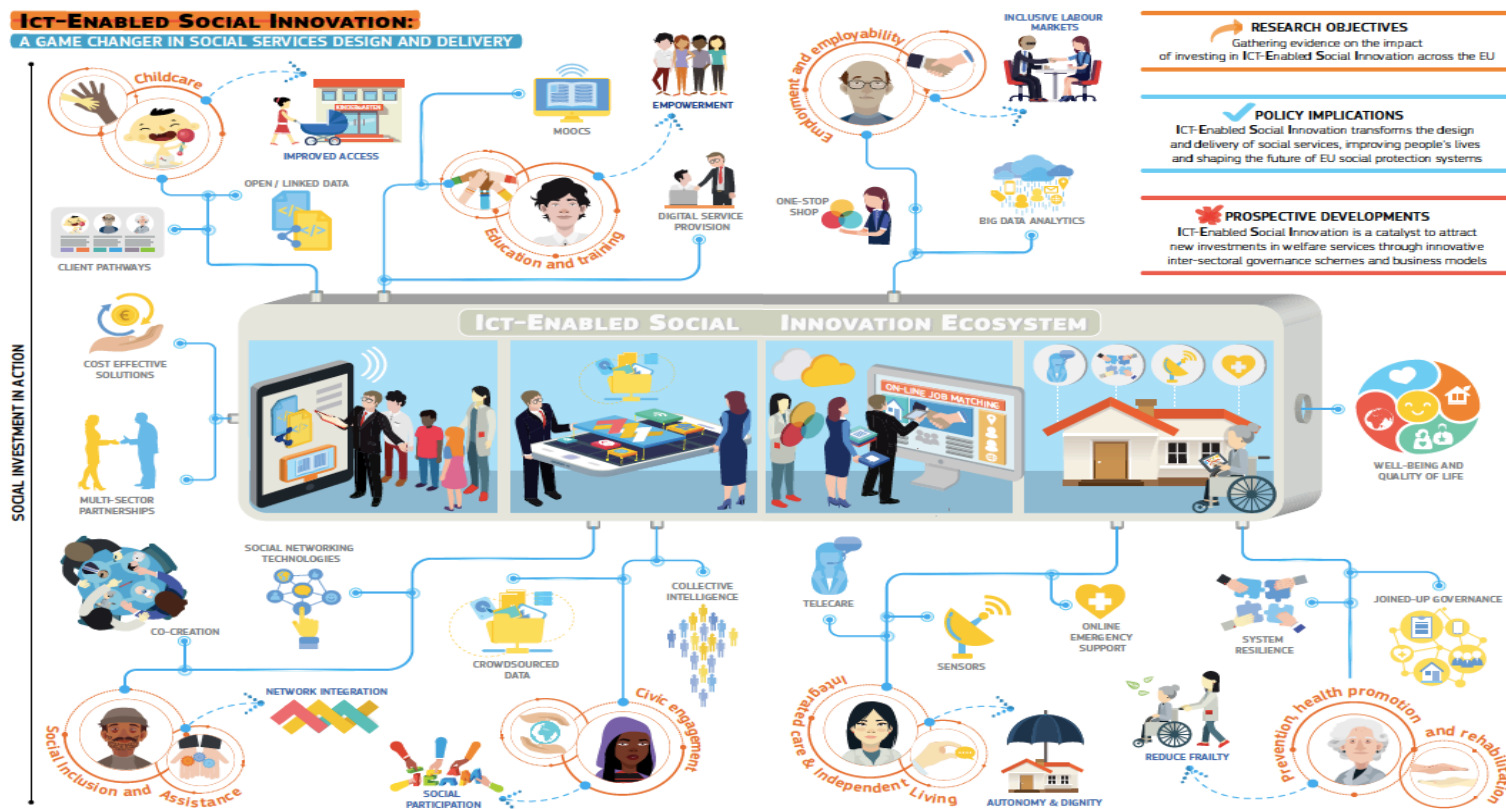 ICT-ENABLED SOCIAL INNOVATION:
A GAME CHANGER IN SOCIAL SERVICES DESIGN AND DELIVERY
SOCIAL INVESTMENT IN ACTION
Childcare
KINDERGARTEN
IMPROVED ACCESS
OPEN / LINKED DATA
CLIENT PATHWAYS
MOOCS
EMPOWERMENT
Education and training
DIGITAL SERVICE
PROVISION
Employment and employability
INCLUSIVE LABOUR
MARKETS
ONE-STOP
SHOP
BIG DATA ANALYTICS
RESEARCH OBJECTIVES
Gathering evidence on the impact
of investing in ICT-Enabled Social Innovation across the EU
POLICY IMPLICATIONS
ICT-Enabled Social Innovation transforms the design
and delivery of social services, improving people's lives
and shaping the future of EU social protection systems
PROSPECTIVE DEVELOPMENTS
ICT-Enabled Social Innovation is a catalyst to attract
new investments in welfare services through innovative
inter-sectoral governance schemes and business models
COST EFFECTIVE
SOLUTIONS
MULTI-SECTOR
PARTNERSHIPS
ICT-ENABLED SOCIAL INNOVATION ECOSYSTEM
ON-LINE JOB MATCHING
WELL-BEING AND
QUALITY OF LIFE
CO-CREATION
SOCIAL NETWORKING
TECHNOLOGIES
CROWDSOURCED
DATA
COLLECTIVE
INTELLIGENCE
TELECARE
SENSORS
ONLINE
EMERGENCY
SUPPORT
SYSTEM
RESILIENCE
JOINED-UP GOVERNANCE
Social Inclusion and Assistance
NETWORK INTEGRATION
TEAM
SOCIAL
PARTICIPATION
Civic engagement
Integrated care & Independent Living
AUTONOMY & DIGNITY
REDUCE FRAILTY
Prevention, health promotion
and rehabilitation